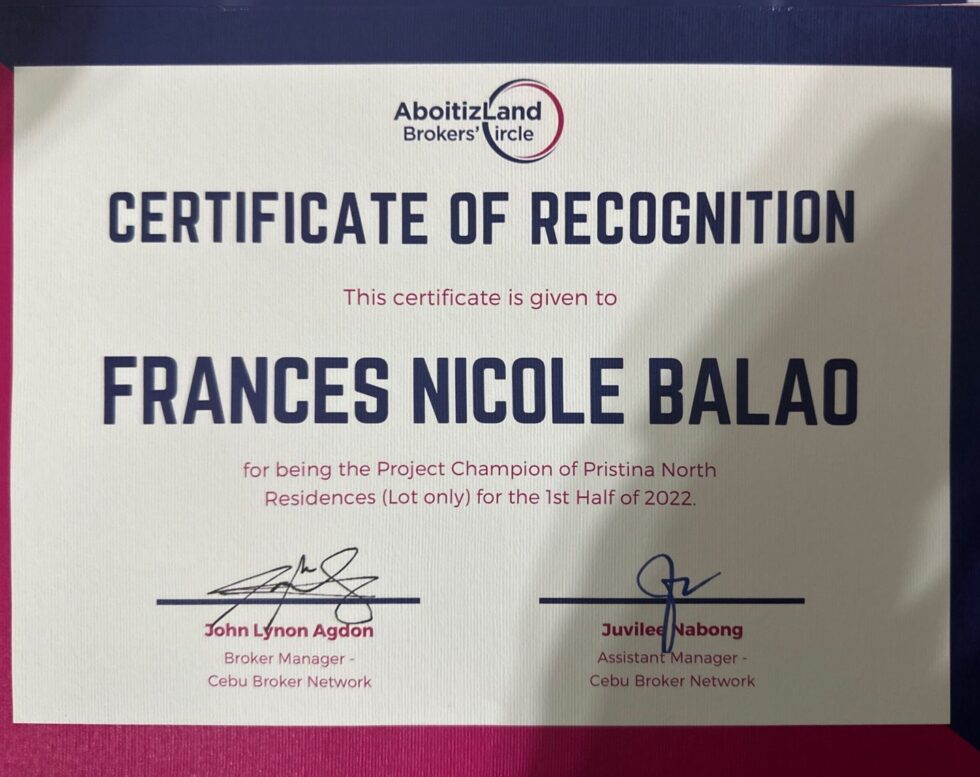 AboitizLand
Brokers' Circle
CERTIFICATE OF RECOGNITION
This certificate is given to
FRANCES NICOLE BALAO
for being the Project Champion of Pristina North
Residences (Lot only) for the 1st Half of 2022.
John Lynon Agdon
Broker Manager -
Cebu Broker Network
Juvilee Nabong
Assistant Manager -
Cebu Broker Network